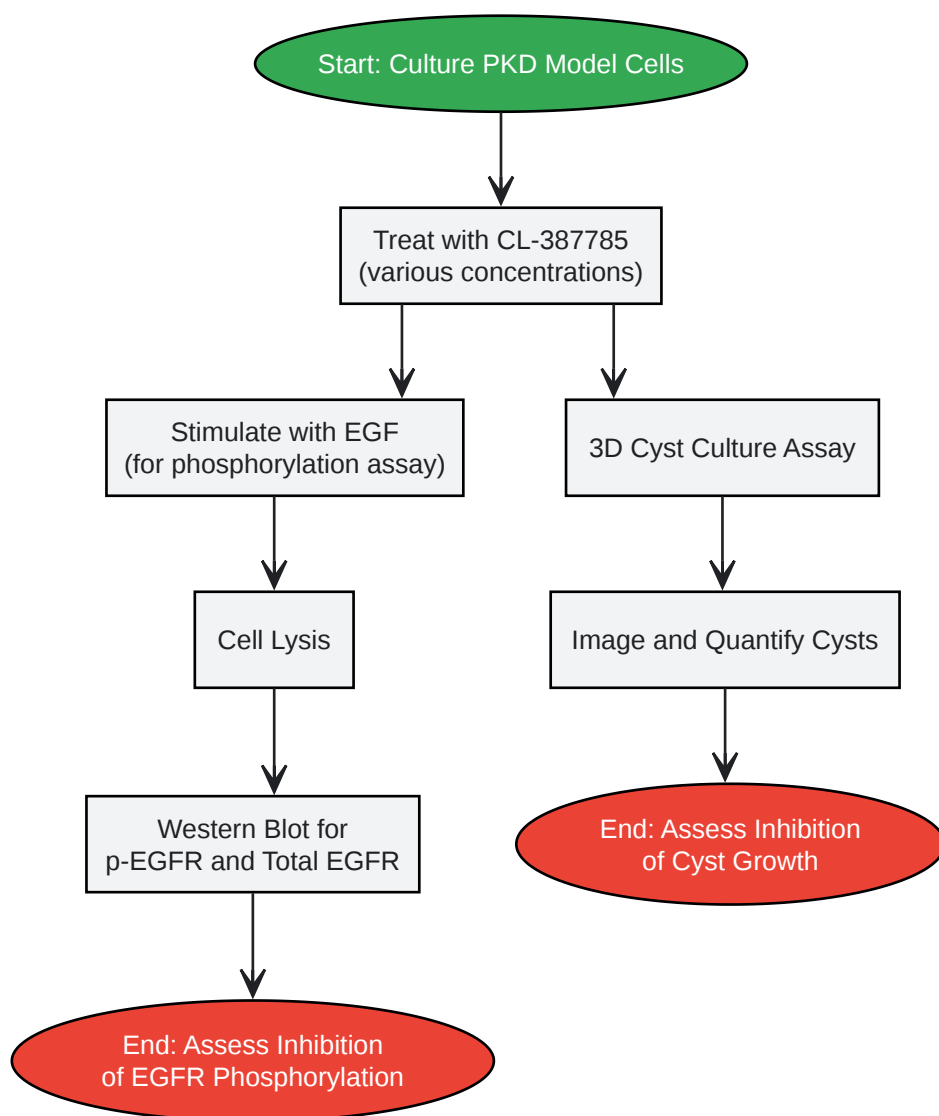 Start: Culture PKD Model Cells
Treat with CL-387785
(various concentrations)
Stimulate with EGF
(for phosphorylation assay)
3D Cyst Culture Assay
Cell Lysis
Image and Quantify Cysts
Western Blot for
p-EGFR and Total EGFR
End: Assess Inhibition
of Cyst Growth
End: Assess Inhibition
of EGFR Phosphorylation